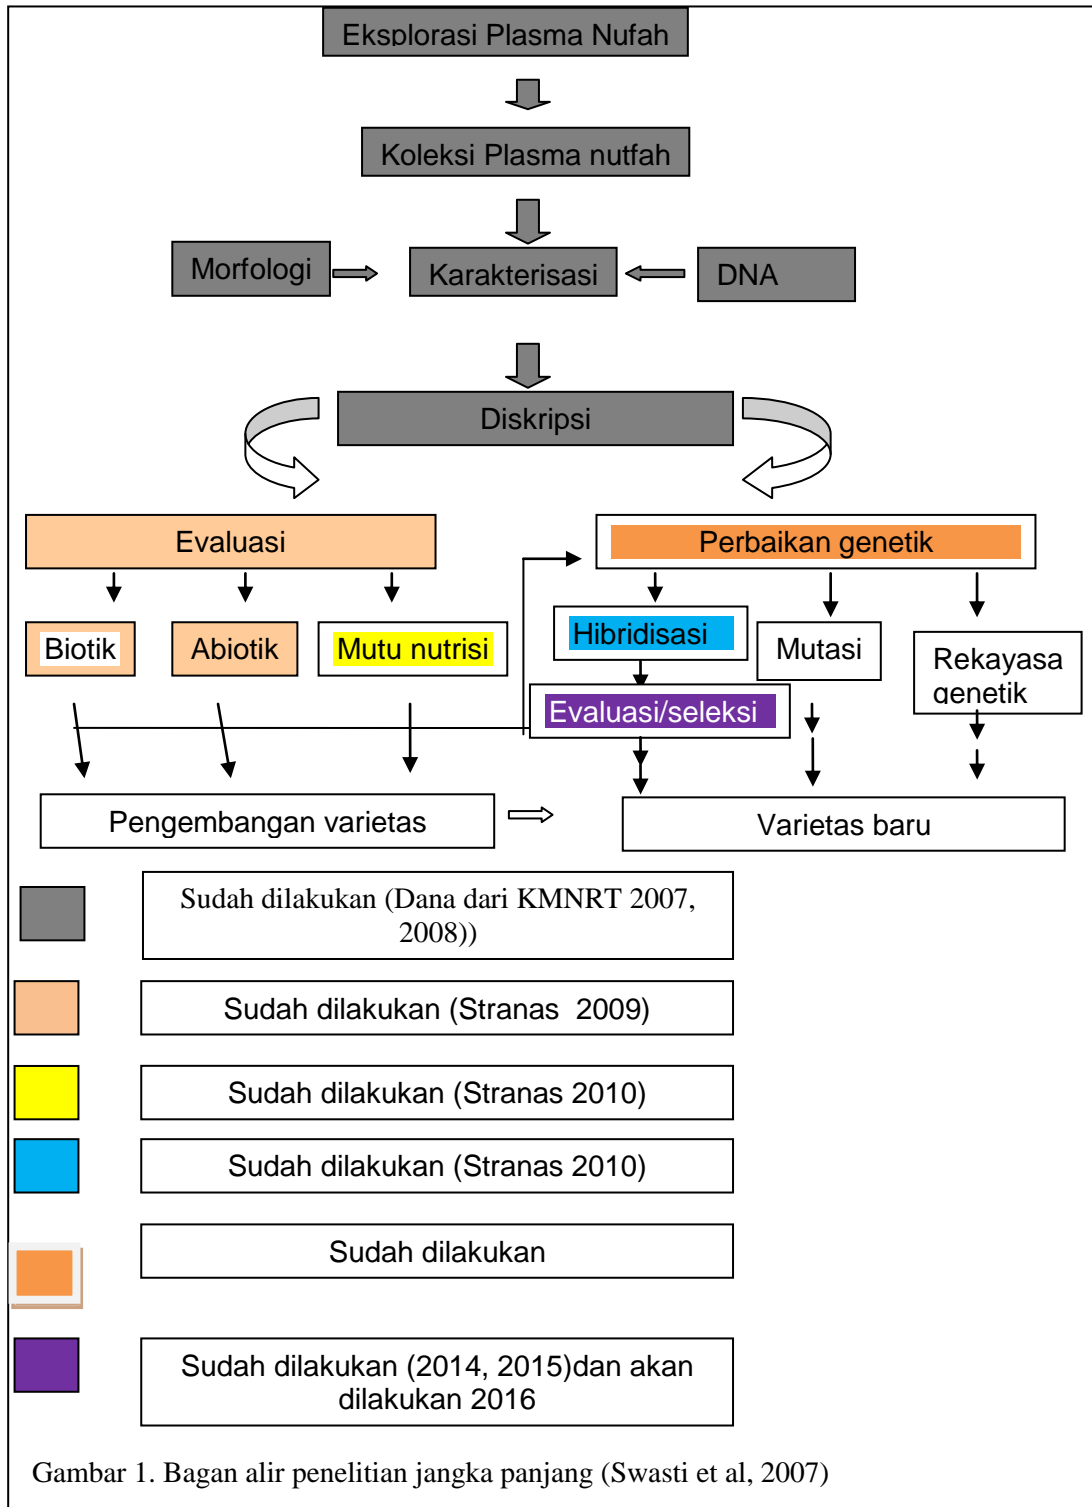 Eksplorasi Plasma Nufah
Koleksi Plasma nutfah
Morfologi
Karakterisasi
DNA
Diskripsi
Evaluasi
Perbaikan genetik
Biotik
Abiotik
Mutu nutrisi
Hibridisasi
Mutasi
Rekayasa
genetik
Evaluasi/seleksi
Pengembangan varietas
Varietas baru
Sudah dilakukan (Dana dari KMNRT 2007,
2008))
Sudah dilakukan (Stranas 2009)
Sudah dilakukan (Stranas 2010)
Sudah dilakukan (Stranas 2010)
Sudah dilakukan
Sudah dilakukan (2014, 2015)dan akan
dilakukan 2016
Gambar 1. Bagan alir penelitian jangka panjang (Swasti et al, 2007)